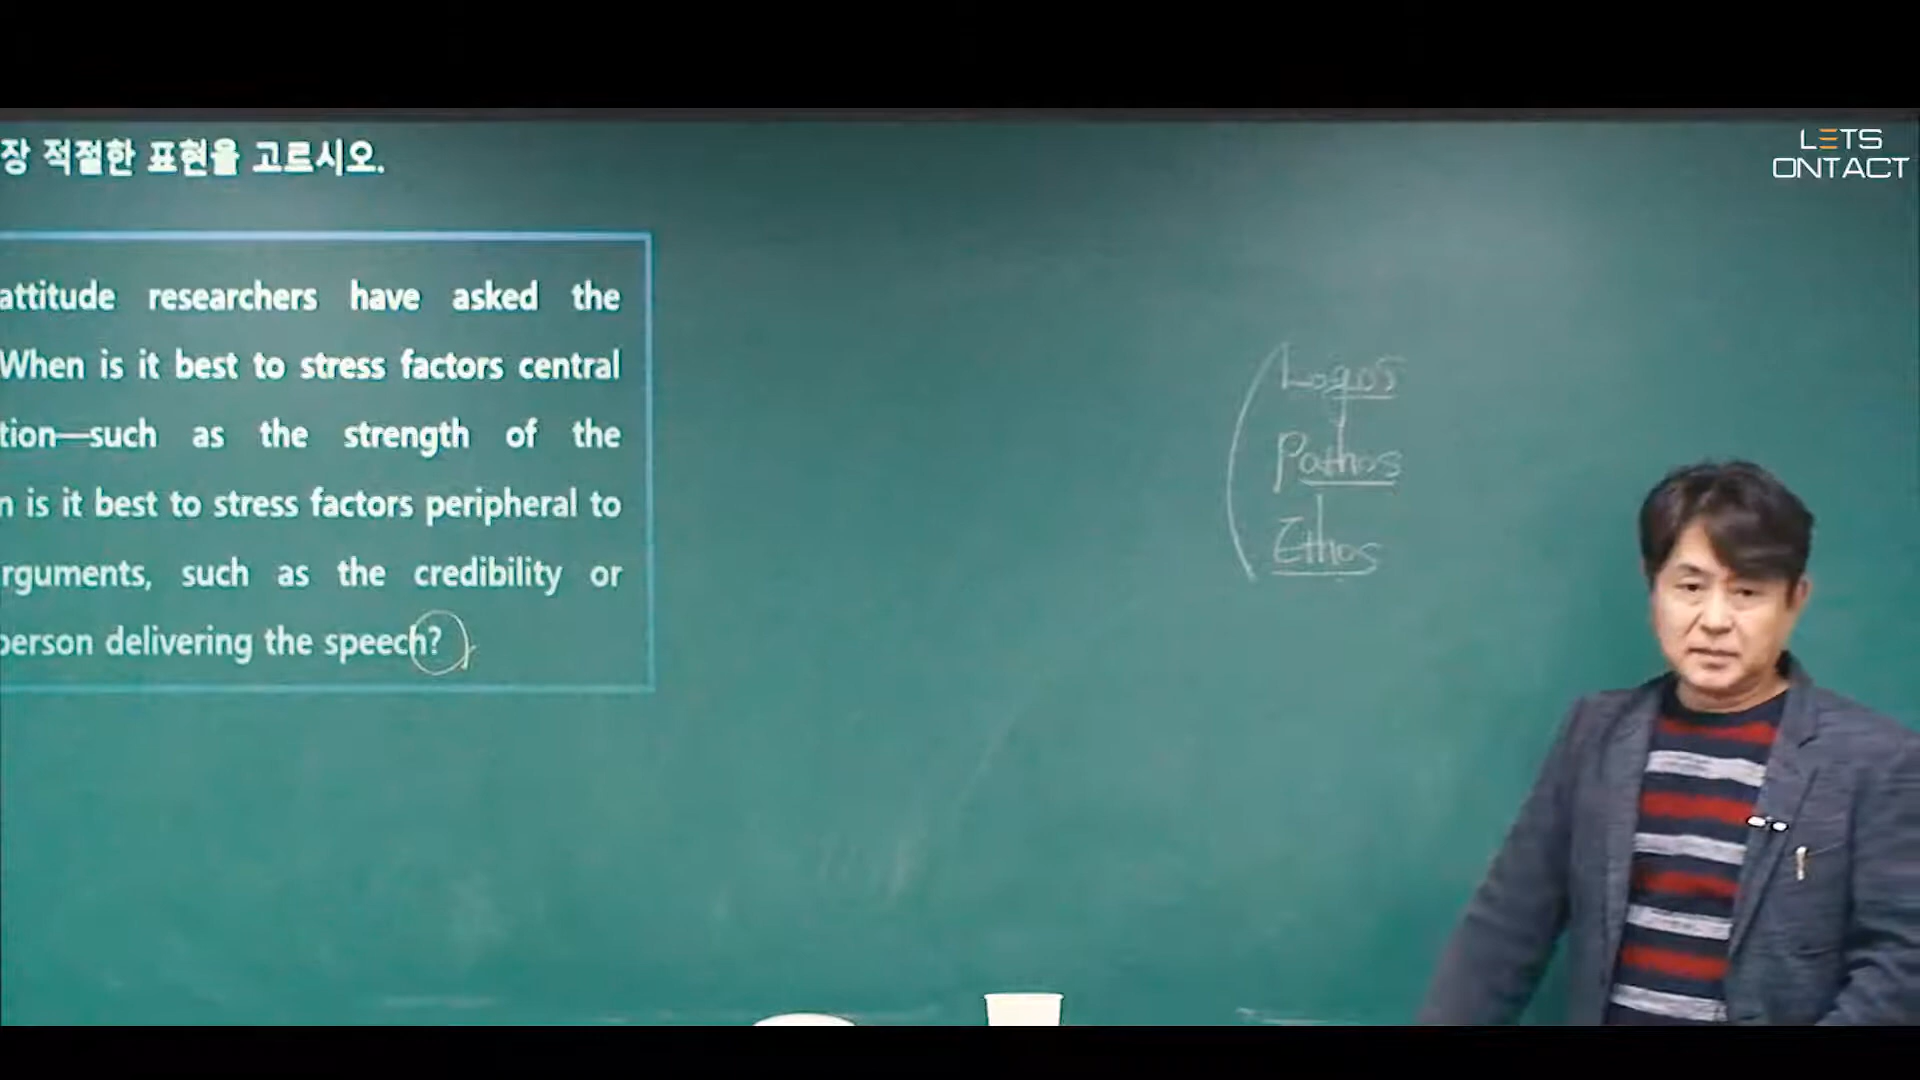 장 적절한 표현을 고르시오.
attitude researchers have asked the
When is it best to stress factors central
tion—such as the strength of the
n is it best to stress factors peripheral to
rguments, such as the credibility or
person delivering the speech?
Logos
Pathos
Ethos
LETS
ONTACT